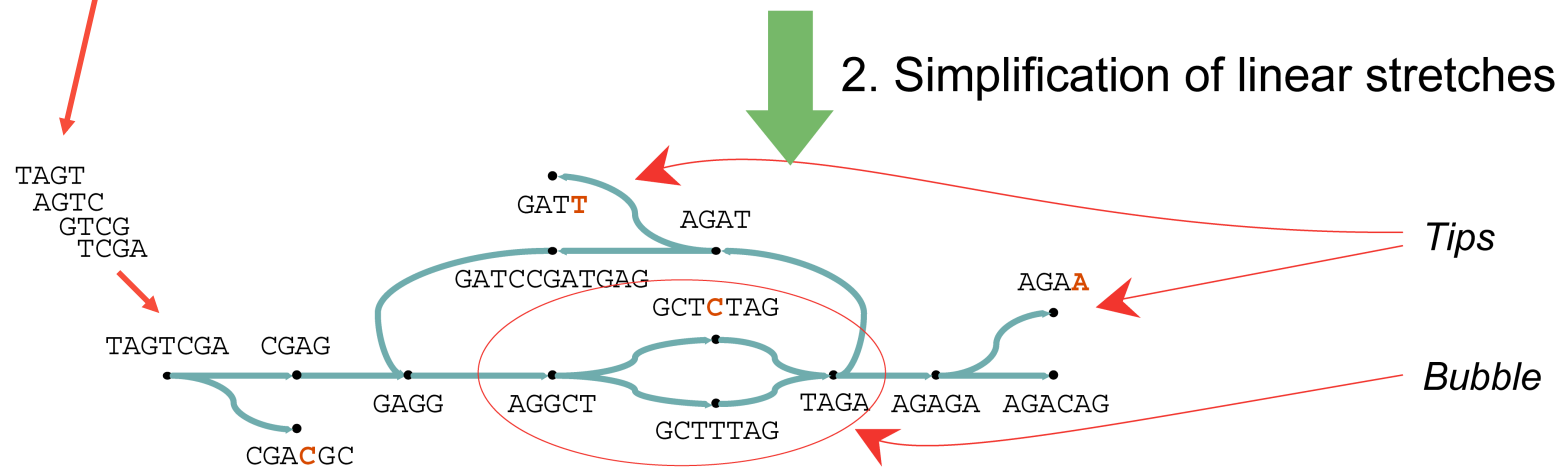 2. Simplification of linear stretches
TAGT
AGTC
GTCG
TCGA
GATT
AGAT
Tips
GATCCGATGAG
AGAA
GCTCTAG
TAGTCGA
CGAG
Bubble
GAGG
AGGCT
TAGA
AGAGA
AGACAG
GCTTTAG
CGACGC